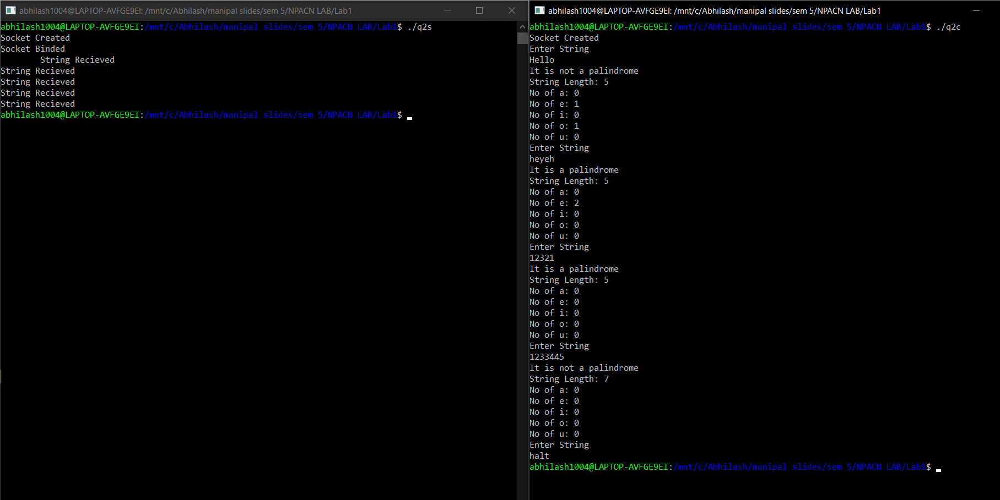 abhilash1004@LAPTOP-AVFGE9EI: /mnt/c/Abhilash/manipal slides/sem 5/NPACN LAB/Lab1
abhilash1004@LAPTOP-AVFGE9EI:/mnt/c/Abhilash/manipal slides/sem 5/NPACN LAB/Lab1$ ./q2s
Socket Created
Socket Binded
String Recieved
String Recieved
String Recieved
String Recieved
String Recieved
abhilash1004@LAPTOP-AVFGE9EI:/mnt/c/Abhilash/manipal slides/sem 5/NPACN LAB/Lab1$
abhilash1004@LAPTOP-AVFGE9EI: /mnt/c/Abhilash/manipal slides/sem 5/NPACN LAB/Lab1
abhilash1004@LAPTOP-AVFGE9EI:/mnt/c/Abhilash/manipal slides/sem 5/NPACN LAB/Lab1$ ./q2c
Socket Created
Enter String
Hello
It is not a palindrome
String Length: 5
No of a: 0
No of e: 1
No of i: 0
No of o: 1
No of u: 0
Enter String
heyeh
It is a palindrome
String Length: 5
No of a: 0
No of e: 2
No of i: 0
No of o: 0
No of u: 0
Enter String
12321
It is a palindrome
String Length: 5
No of a: 0
No of e: 0
No of i: 0
No of o: 0
No of u: 0
Enter String
1233445
It is not a palindrome
String Length: 7
No of a: 0
No of e: 0
No of i: 0
No of o: 0
No of u: 0
Enter String
halt
abhilash1004@LAPTOP-AVFGE9EI:/mnt/c/Abhilash/manipal slides/sem 5/NPACN LAB/Lab1$